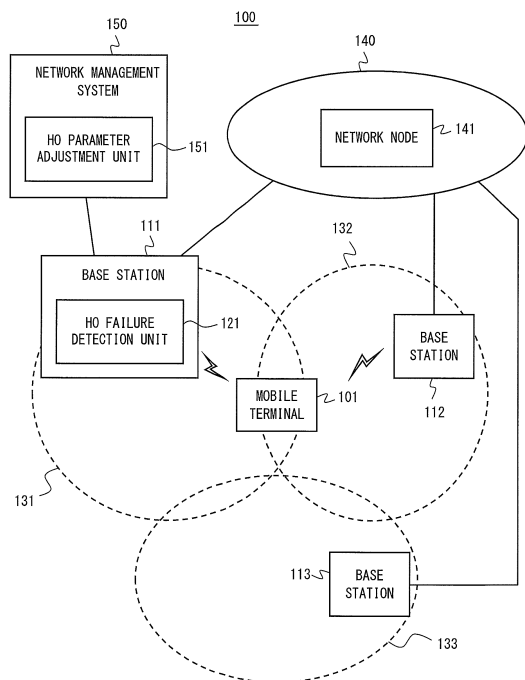 100
150
NETWORK MANAGEMENT
SYSTEM
HO PARAMETER
ADJUSTMENT UNIT
151
140
NETWORK NODE
141
111
BASE STATION
HO FAILURE
DETECTION UNIT
121
132
BASE
STATION
112
MOBILE
TERMINAL
101
131
113
BASE
STATION
133